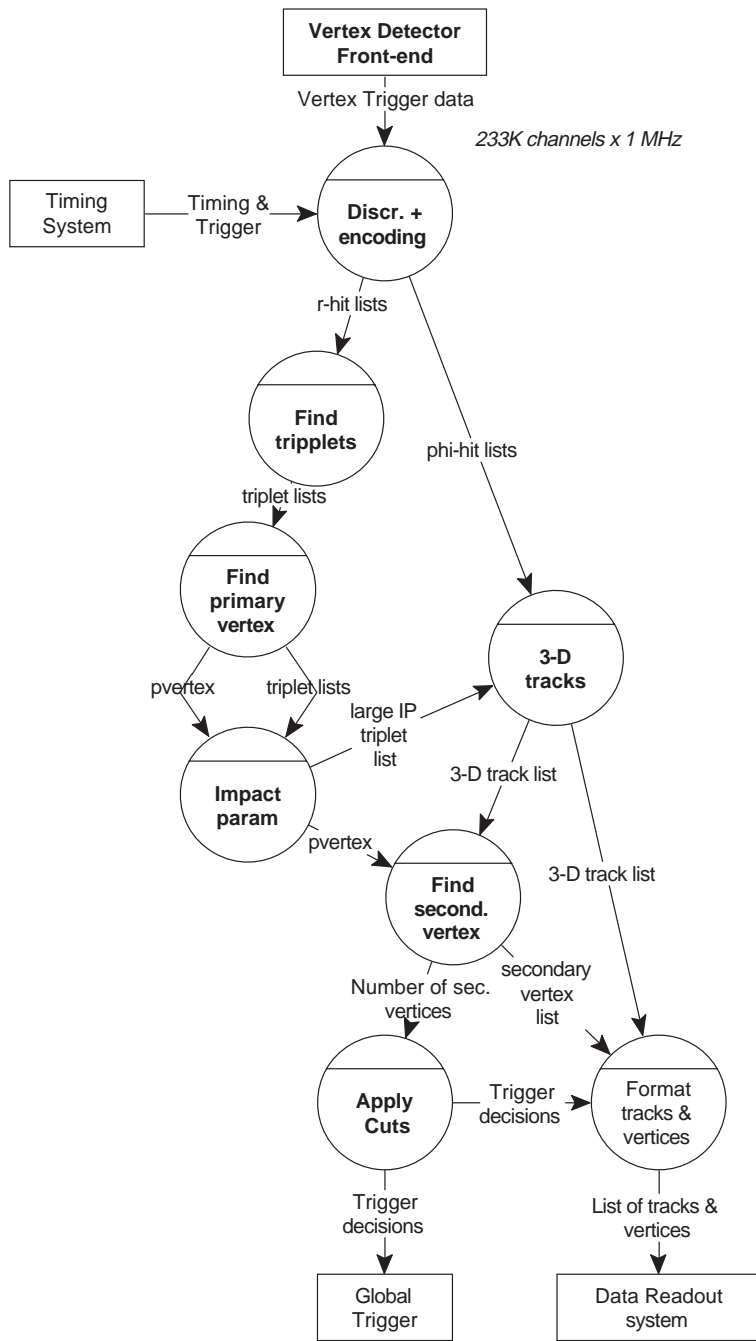 Vertex Detector
Front-end
Vertex Trigger data
233K channels x 1 MHz
Timing
System
Timing &
Trigger
Discr. +
encoding
r-hit lists
Find
tripplets
phi-hit lists
triplet lists
Find
primary
vertex
3-D
tracks
pvertex
triplet lists
large IP
triplet
list
Impact
param
3-D track list
pvertex
Find
second.
vertex
3-D track list
Number of sec.
vertices
secondary
vertex
list
Apply
Cuts
Trigger
decisions
Format
tracks &
vertices
Trigger
decisions
List of tracks &
vertices
Global
Trigger
Data Readout
system